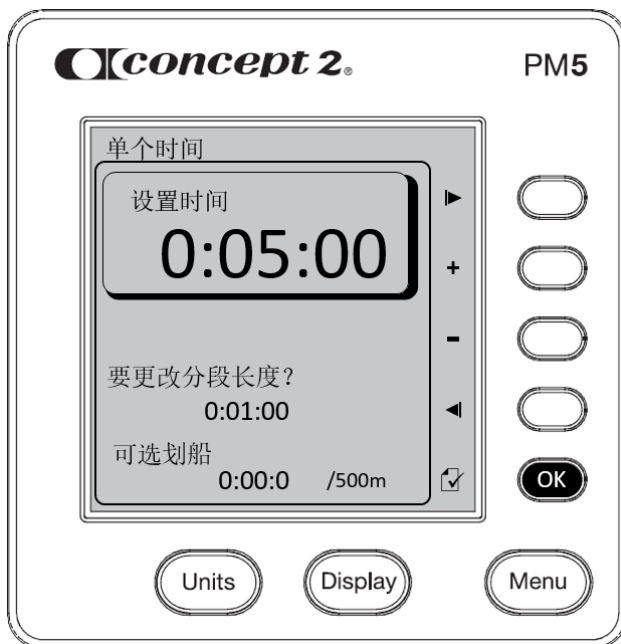 concept 2®
PM5
单个时间
设置时间
0:05:00
+
-
要更改分段长度？
0:01:00
可选划船
0:00:0 /500m
OK
Units
Display
Menu